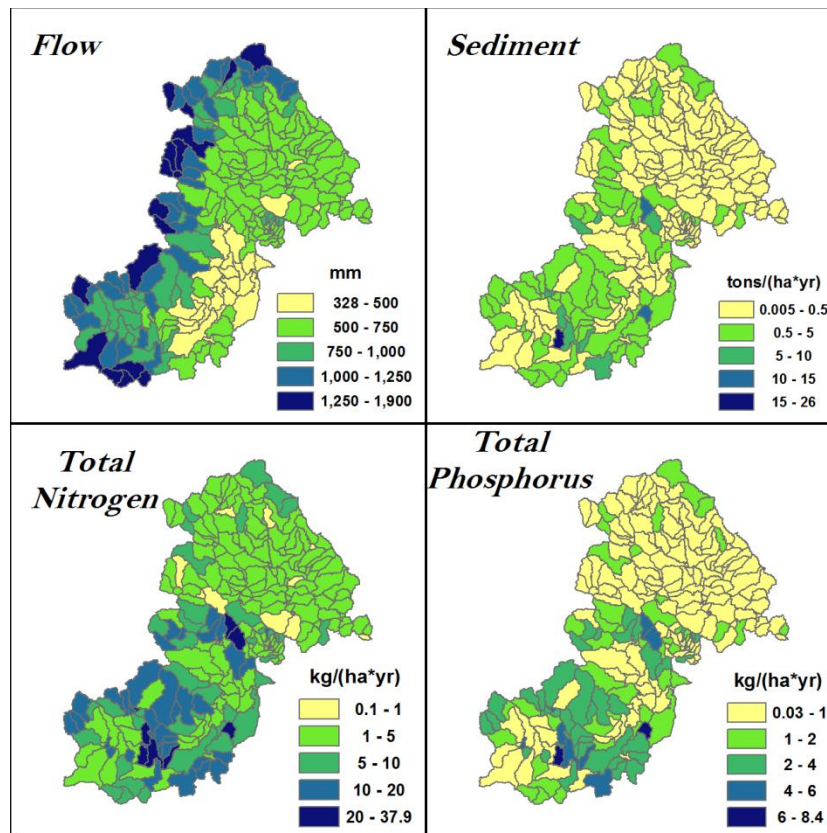 Flow
mm
328 - 500
500 - 750
750 - 1,000
1,000 - 1,250
1,250 - 1,900
Sediment
tons/(ha*yr)
0.005 - 0.5
0.5 - 5
5 - 10
10 - 15
15 - 26
Total
Nitrogen
kg/(ha*yr)
0.1 - 1
1 - 5
5 - 10
10 - 20
20 - 37.9
Total
Phosphorus
kg/(ha*yr)
0.03 - 1
1 - 2
2 - 4
4 - 6
6 - 8.4